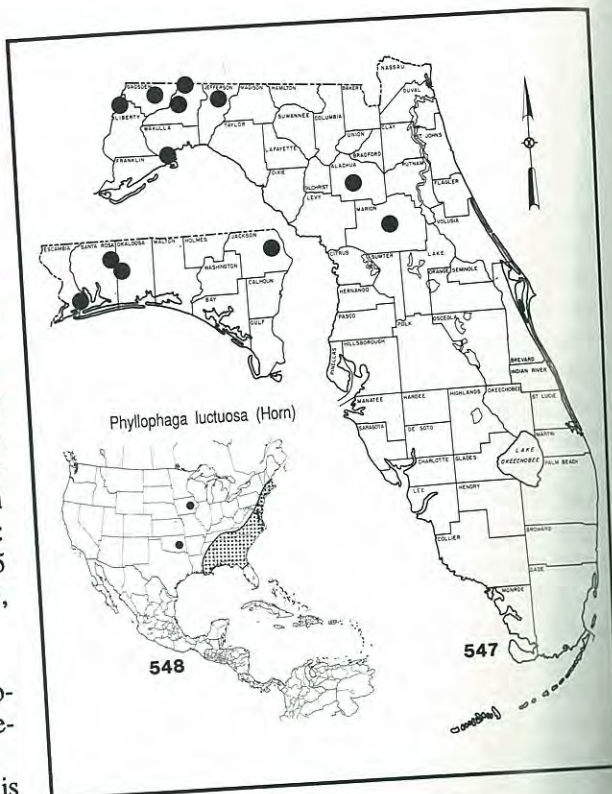 NASSAU
GADSDEN JEFFERSON MADISON HAMILTON BAKER DUVAL
LIBERTY WAKULLA TAYLOR SUWANNEE COLUMBIA UNION CLAY ST JOHNS
FRANKLIN LAFAYETTE BRADFORD
DIXIE GILCHRIST ALACHUA PUTNAM FLAGLER
LEVY MARION VOLUSIA
ESCAMBIA SANTA ROSA OKALOOSA WALTON HOLMES JACKSON
WASHINGTON CALHOUN
BAY
GULF
CITRUS SUMTER LAKE
ORANGE SEMINOLE
HERNANDO
PASCO POLK OSCEOLA
PINELLAS HILLSBOROUGH BREVARD
INDIAN RIVER
MANATEE HARDEE HIGHLANDS OKEECHOBEE ST LUCIE
SARASOTA DE SOTO MARTIN
CHARLOTTE GLADES LAKE OKEECHOBEE PALM BEACH
LEE HENDRY
COLLIER BROWARD
DADE
MONROE
Phyllophaga luctuosa (Horn)
548
547
is